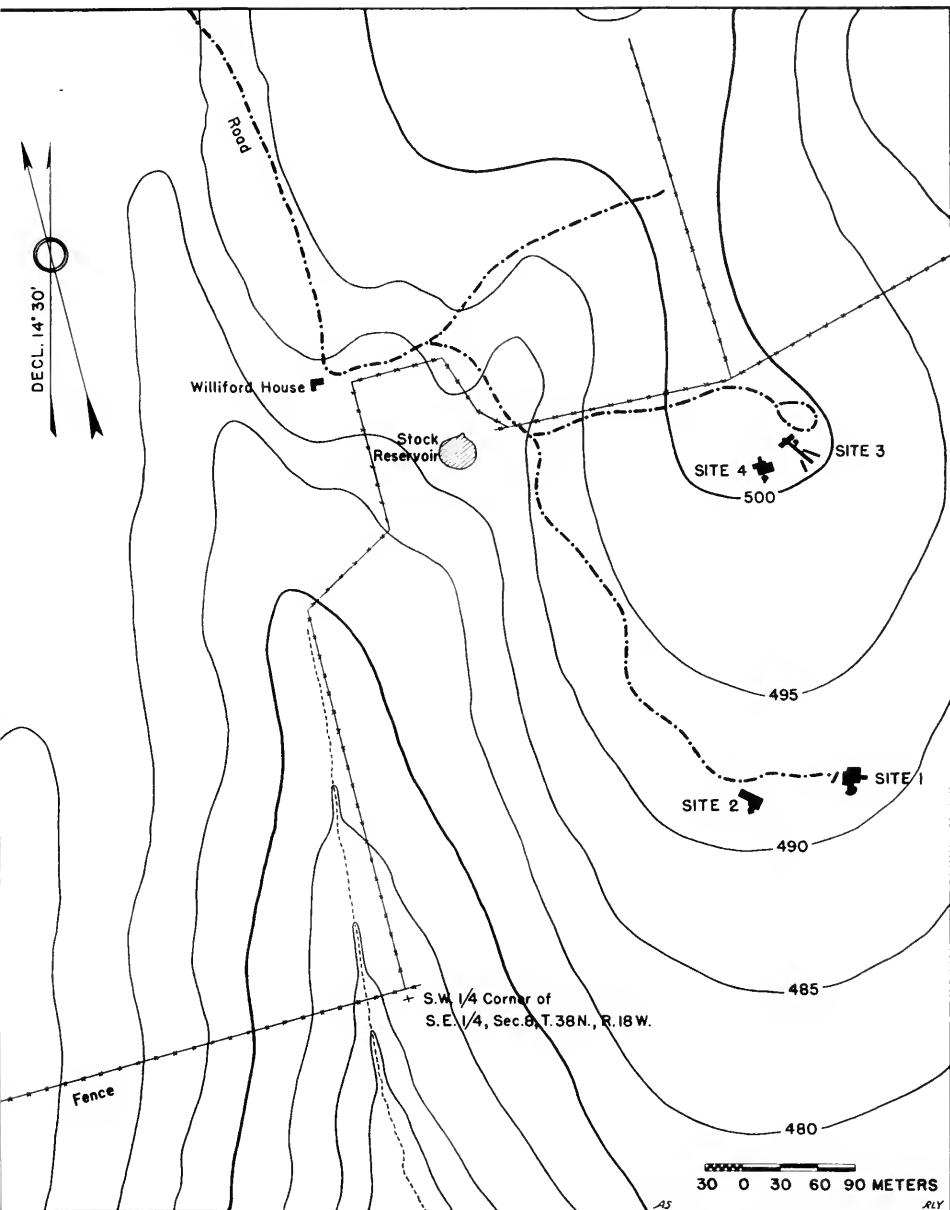 Road
DECL. 14° 30'
Williford House
Stock
Reservoir
SITE 3
SITE 4
500
495
SITE 1
SITE 2
490
485
S.W. 1/4 Corner of
S.E. 1/4, Sec. 8, T. 38 N., R. 18 W.
Fence
480
30 0 30 60 90 METERS
AS
RLY